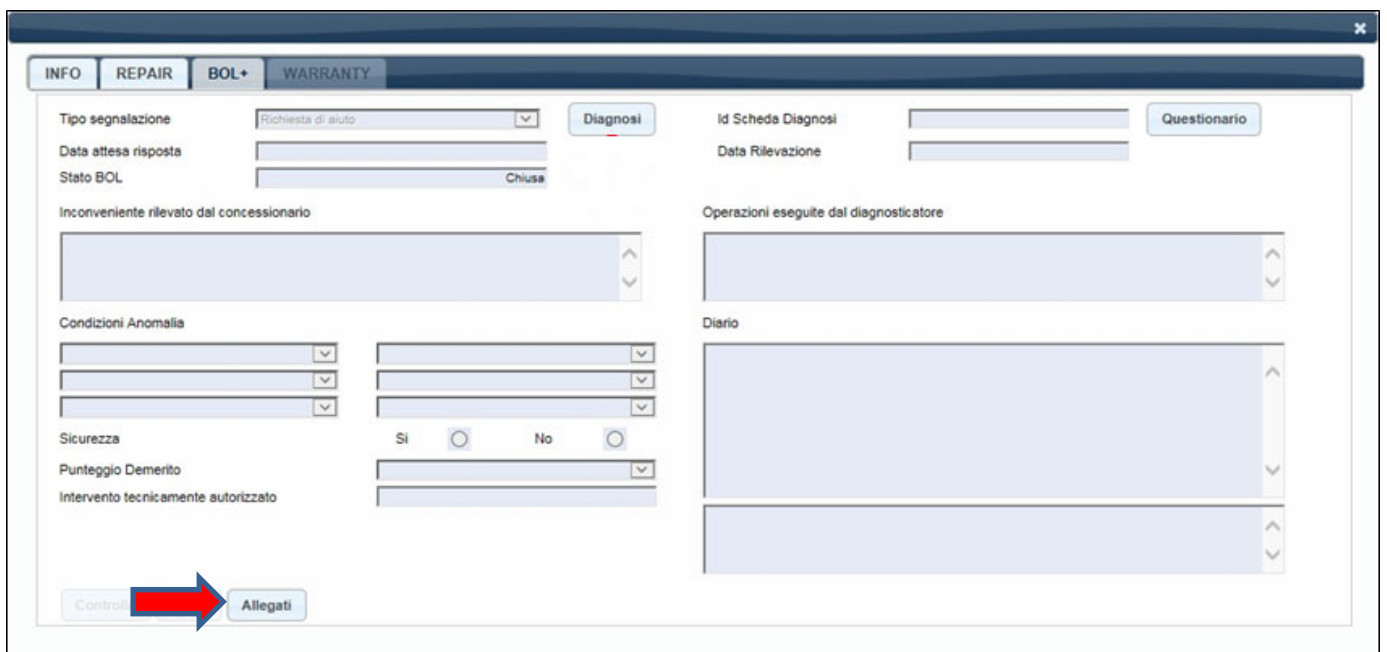 INFO REPAIR BOL+ WARRANTY
Tipo segnalazione Richiesta di aiuto Diagnosi Id Scheda Diagnosi Questionario
Data attesa risposta Data Rilevazione
Stato BOL Chiusa
Inconveniente rilevato dal concessionario Operazioni eseguite dal diagnosticatore
Condizioni Anomalia Diario
Sicurezza Si No
Punteggio Demerito
Intervento tecnicamente autorizzato
Allegati